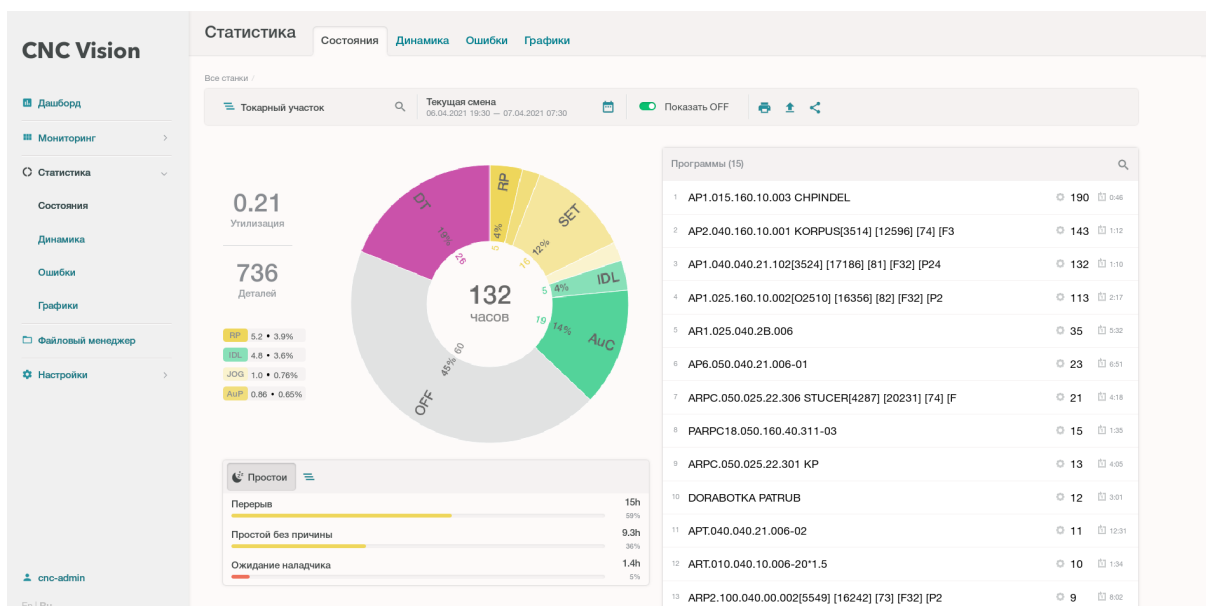 CNC Vision
Дашборд
Мониторинг
Статистика
Состояния
Динамика
Ошибки
Графики
Файловый менеджер
Настройки
cnc-admin
En | Ru
Статистика
Состояния Динамика Ошибки Графики
Все станки /
Токарный участок
Текущая смена
06.04.2021 19:30 — 07.04.2021 07:30
Показать OFF
0.21
Утилизация
736
Деталей
RP 5.2 • 3.9%
IDL 4.8 • 3.6%
JOG 1.0 • 0.76%
AuP 0.86 • 0.65%
RP 4% 5
SET 12% 16
IDL 4% 5
AuC 14% 19
OFF 45% 60
DT 19% 26
132
часов
Простои
Перерыв 15h
59%
Простой без причины 9.3h
36%
Ожидание наладчика 1.4h
5%
Программы (15)
1 AP1.015.160.10.003 CHPINDEL 190 0:46
2 AP2.040.160.10.001 KORPUS[3514] [12596] [74] [F3 143 1:12
3 AP1.040.040.21.102[3524] [17186] [81] [F32] [P24 132 1:10
4 AP1.025.160.10.002[O2510] [16356] [82] [F32] [P2 113 2:17
5 AR1.025.040.2B.006 35 5:32
6 AP6.050.040.21.006-01 23 6:51
7 ARPC.050.025.22.306 STUCER[4287] [20231] [74] [F 21 4:18
8 PARPC18.050.160.40.311-03 15 1:35
9 ARPC.050.025.22.301 KP 13 4:05
10 DORABOTKA PATRUB 12 3:01
11 APT.040.040.21.006-02 11 12:31
12 ART.010.040.10.006-20*1.5 10 1:34
13 ARP2.100.040.00.002[5549] [16242] [73] [F32] [P2 9 8:02